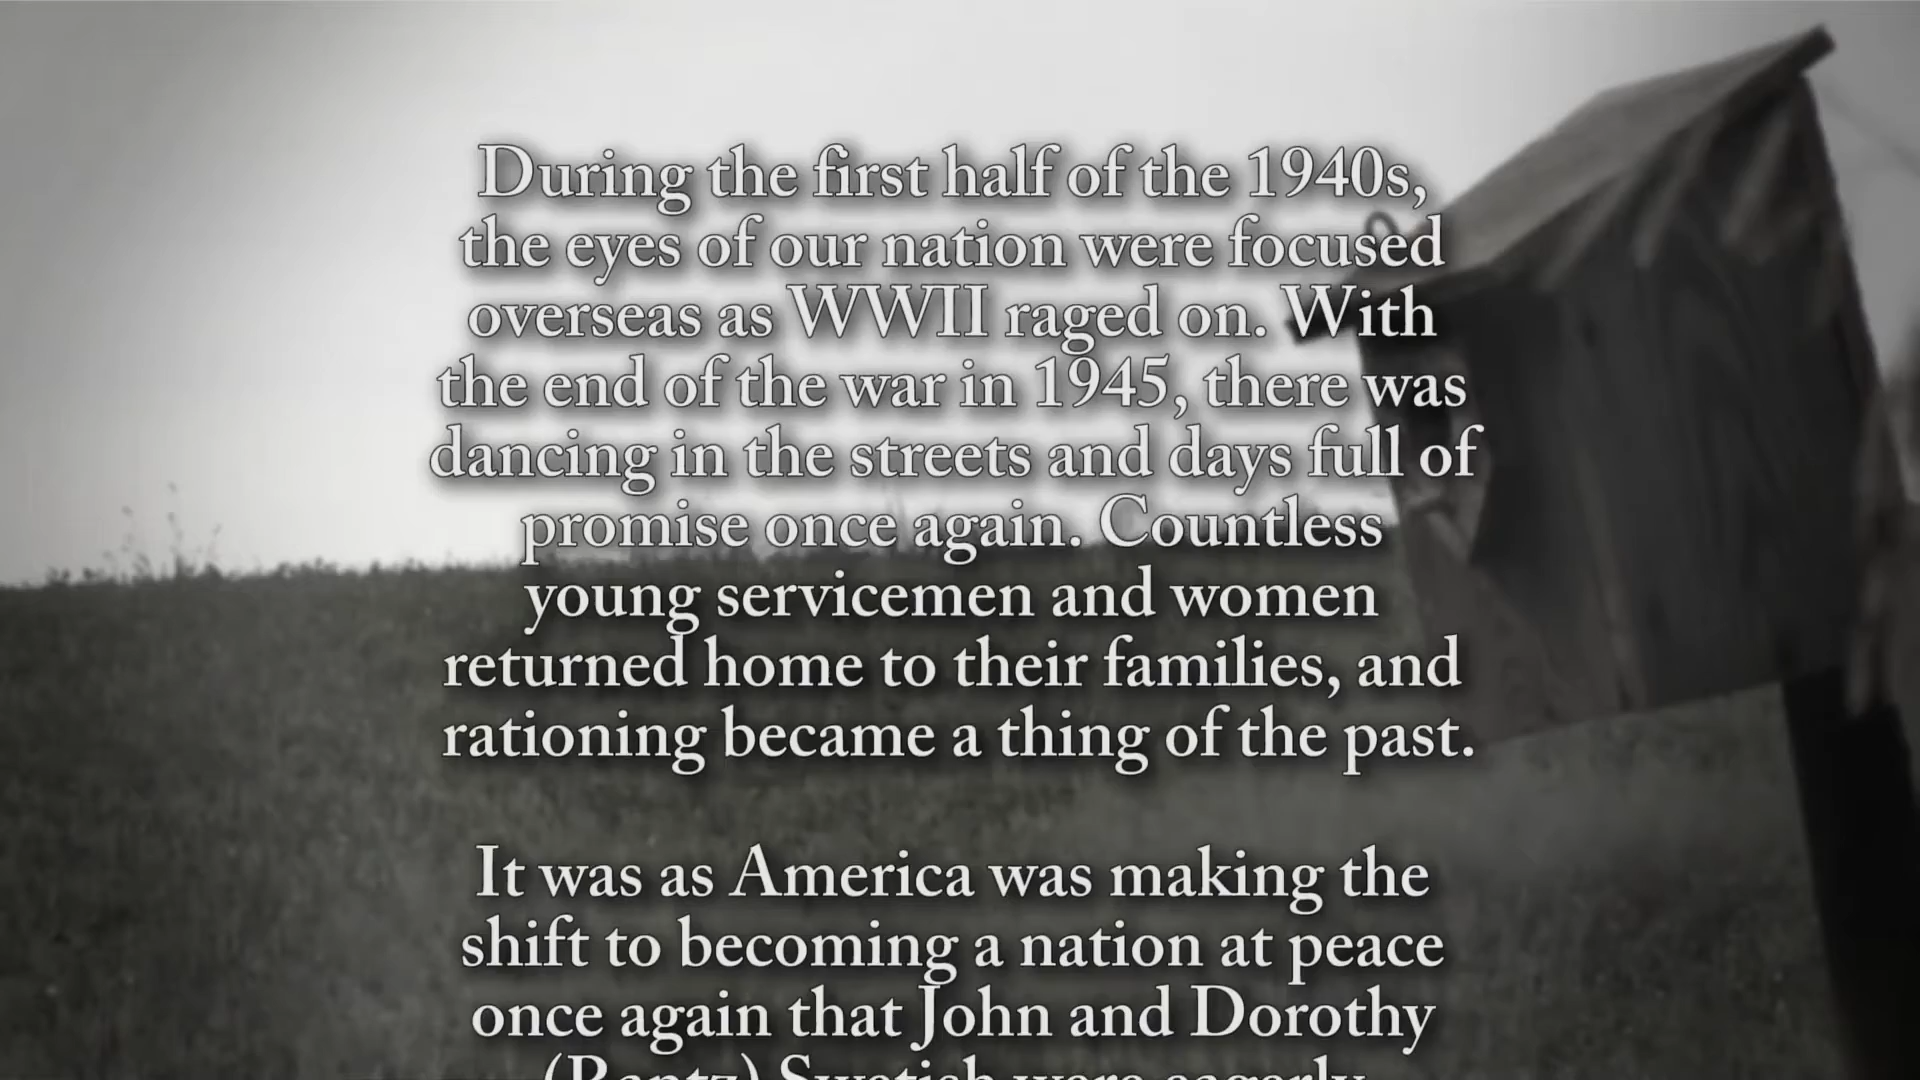 During the first half of the 1940s,
the eyes of our nation were focused
overseas as WWII raged on. With
the end of the war in 1945, there was
dancing in the streets and days full of
promise once again. Countless
young servicemen and women
returned home to their families, and
rationing became a thing of the past.
It was as America was making the
shift to becoming a nation at peace
once again that John and Dorothy
were eagerly